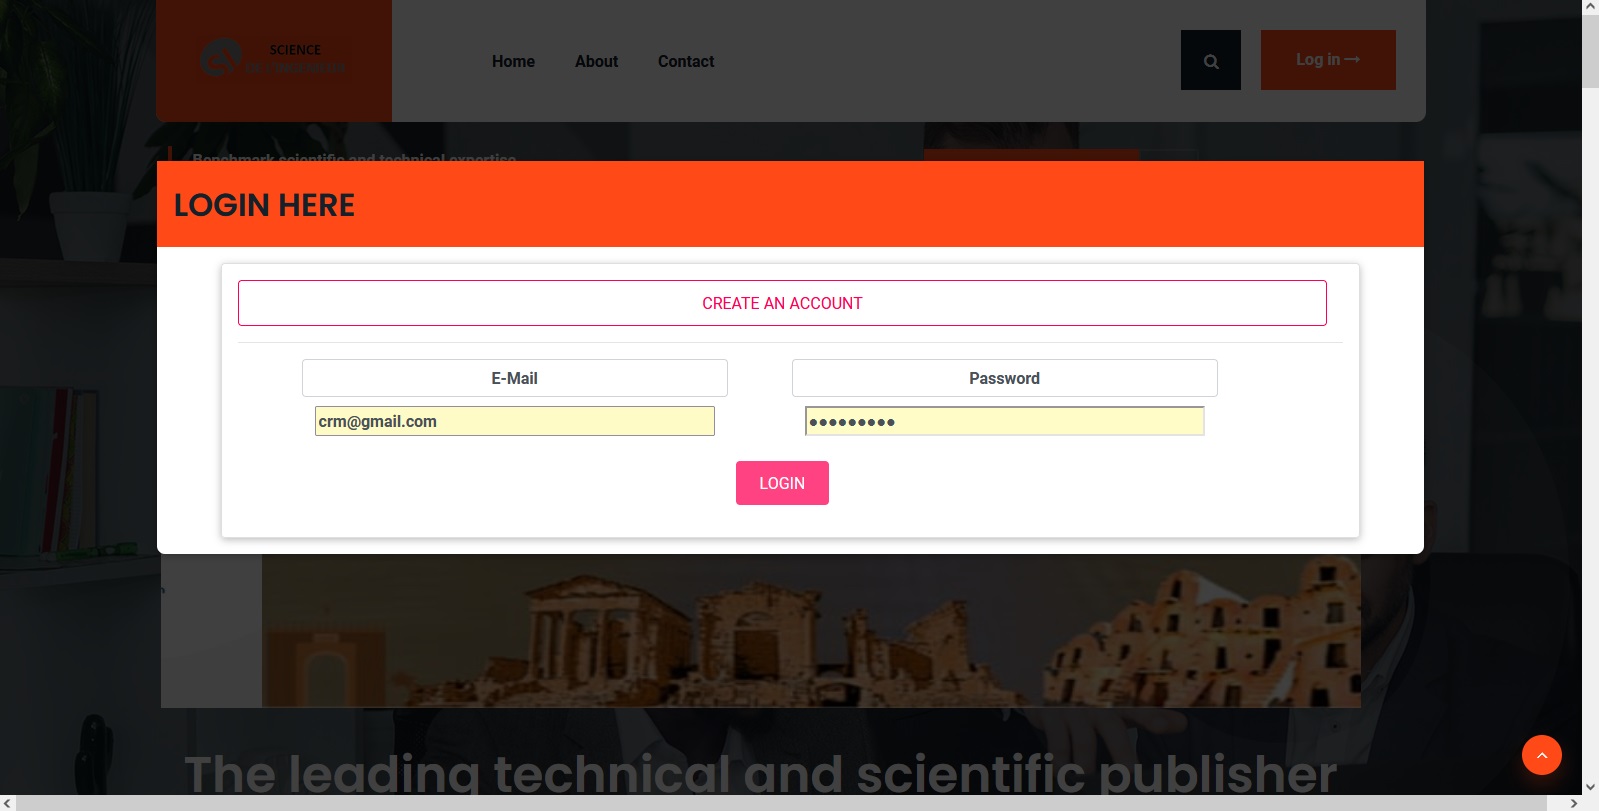 SCIENCE
Home
About
Contact
Log in
Benchmark scientific and technical expertise
LOGIN HERE
CREATE AN ACCOUNT
E-Mail
Password
crm@gmail.com
LOGIN
The leading technical and scientific publisher